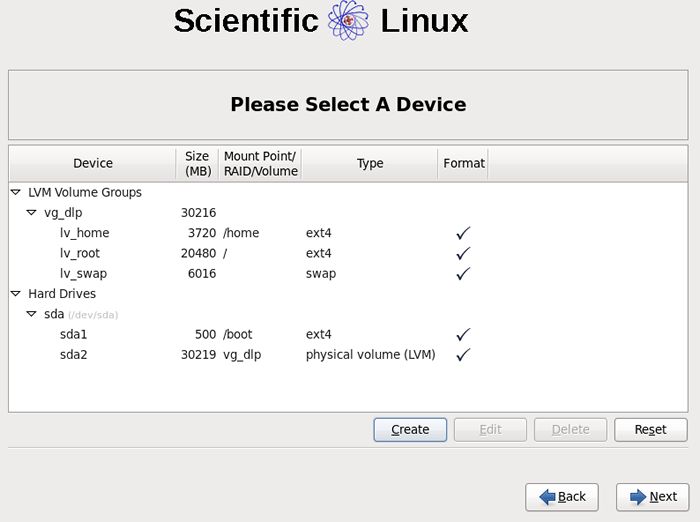 Scientific Linux
Please Select A Device
Device Size (MB) Mount Point/ RAID/Volume Type Format
LVM Volume Groups
vg_dlp 30216
lv_home 3720 /home ext4
lv_root 20480 / ext4
lv_swap 6016 swap
Hard Drives
sda (/dev/sda)
sda1 500 /boot ext4
sda2 30219 vg_dlp physical volume (LVM)
Create Edit Delete Reset
Back Next